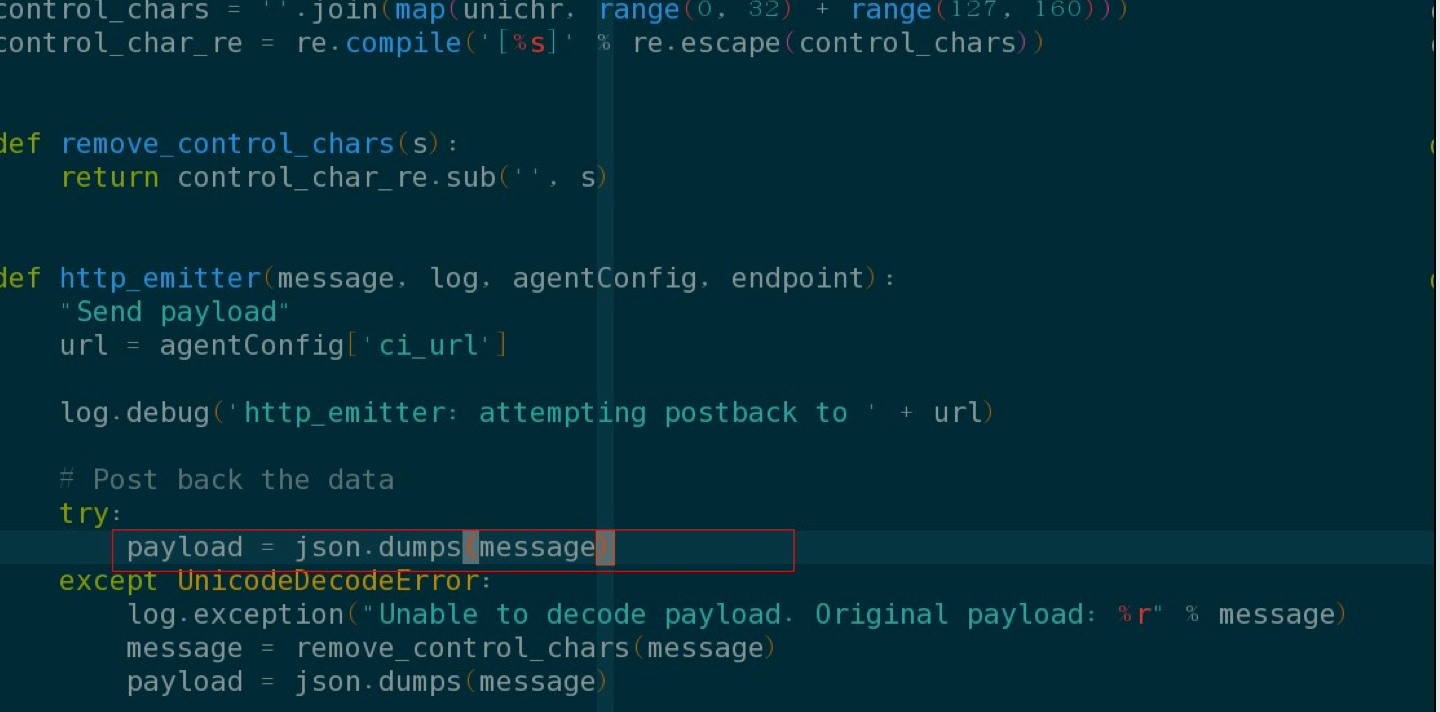 control_chars = ''.join(map(unichr, range(0, 32) + range(127, 160)))
control_char_re = re.compile('[%s]' % re.escape(control_chars))
def remove_control_chars(s):
    return control_char_re.sub('', s)
def http_emitter(message, log, agentConfig, endpoint):
    "Send payload"
    url = agentConfig['ci_url']
    log.debug('http_emitter: attempting postback to ' + url)
    # Post back the data
    try:
        payload = json.dumps(message)
    except UnicodeDecodeError:
        log.exception("Unable to decode payload. Original payload: %r" % message)
        message = remove_control_chars(message)
        payload = json.dumps(message)